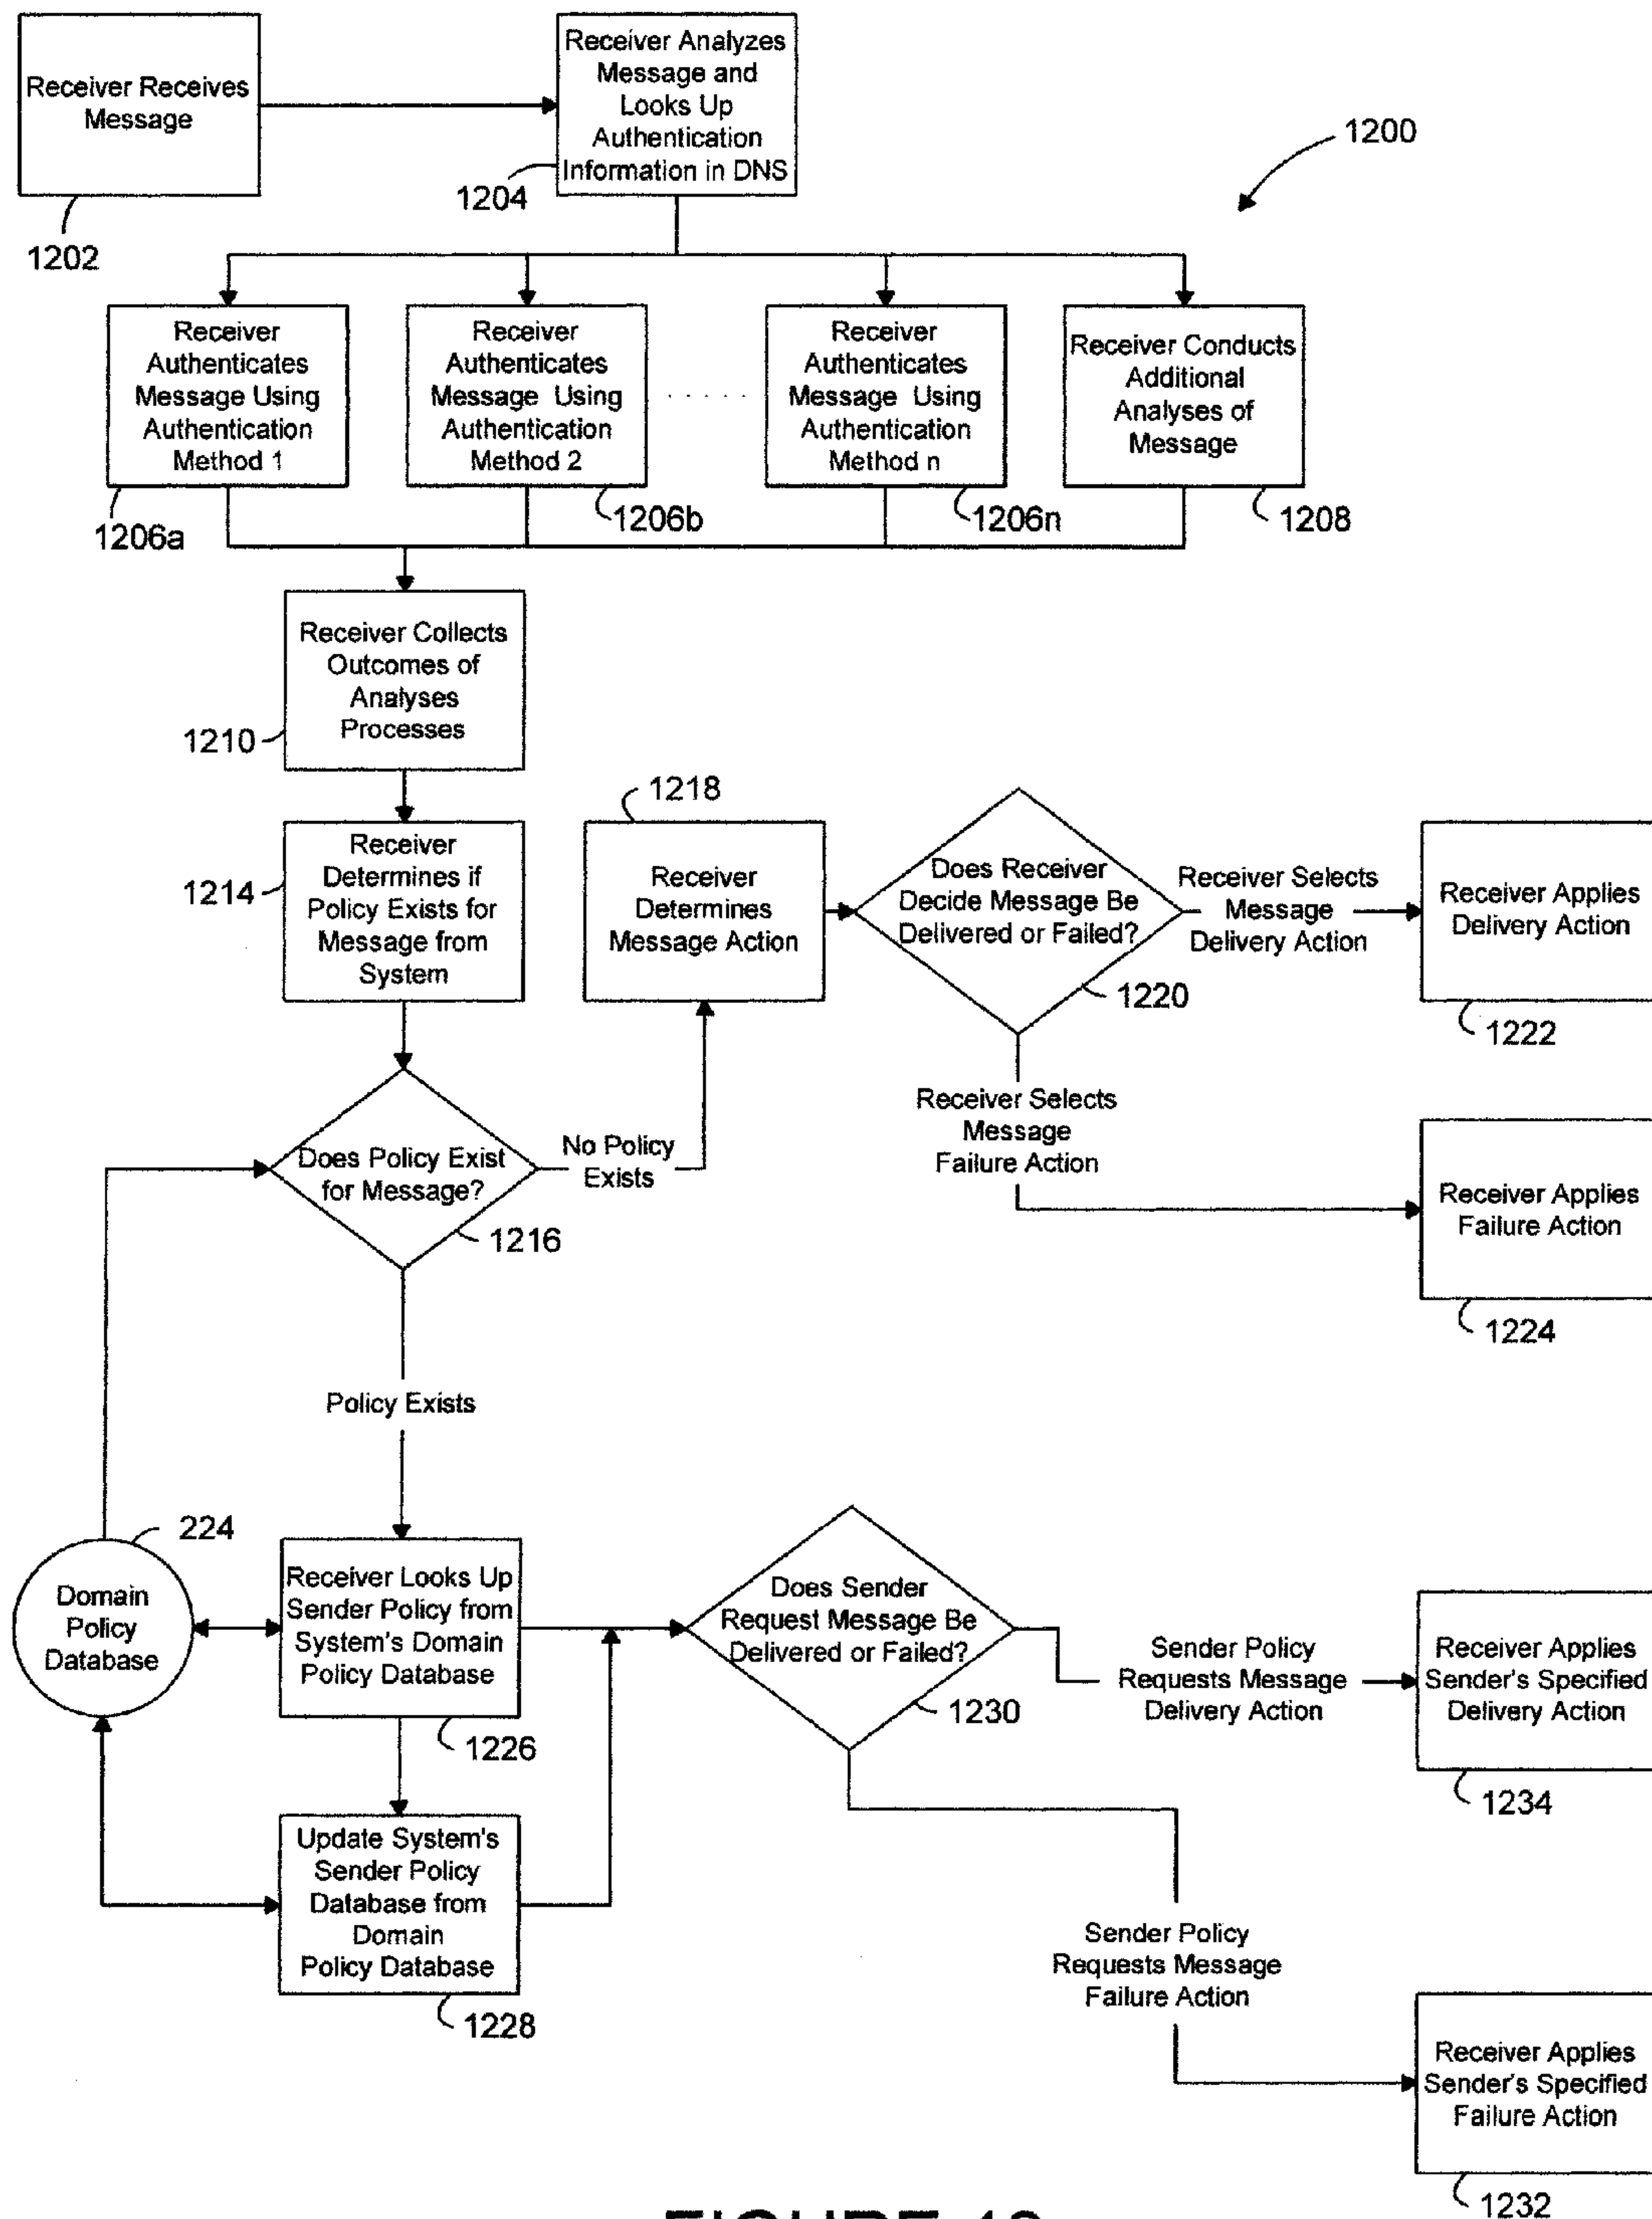 Receiver Receives
Message
1202
Receiver Analyzes
Message and
Looks Up
Authentication
Information in DNS
1204
1200
Receiver
Authenticates
Message Using
Authentication
Method 1
1206a
Receiver
Authenticates
Message Using
Authentication
Method 2
1206b
. . . . . .
Receiver
Authenticates
Message Using
Authentication
Method n
1206n
Receiver Conducts
Additional
Analyses of
Message
1208
Receiver Collects
Outcomes of
Analyses
Processes
1210
Receiver
Determines if
Policy Exists for
Message from
System
1214
1218
Receiver
Determines
Message Action
Does Receiver
Decide Message Be
Delivered or Failed?
1220
Receiver Selects
Message
Delivery Action
Receiver Applies
Delivery Action
1222
Receiver Selects
Message
Failure Action
Receiver Applies
Failure Action
1224
Does Policy Exist
for Message?
1216
No Policy
Exists
Policy Exists
224
Domain
Policy
Database
Receiver Looks Up
Sender Policy from
System's Domain
Policy Database
1226
Update System's
Sender Policy
Database from
Domain
Policy Database
1228
Does Sender
Request Message Be
Delivered or Failed?
1230
Sender Policy
Requests Message
Delivery Action
Receiver Applies
Sender's Specified
Delivery Action
1234
Sender Policy
Requests Message
Failure Action
Receiver Applies
Sender's Specified
Failure Action
1232
FIGURE